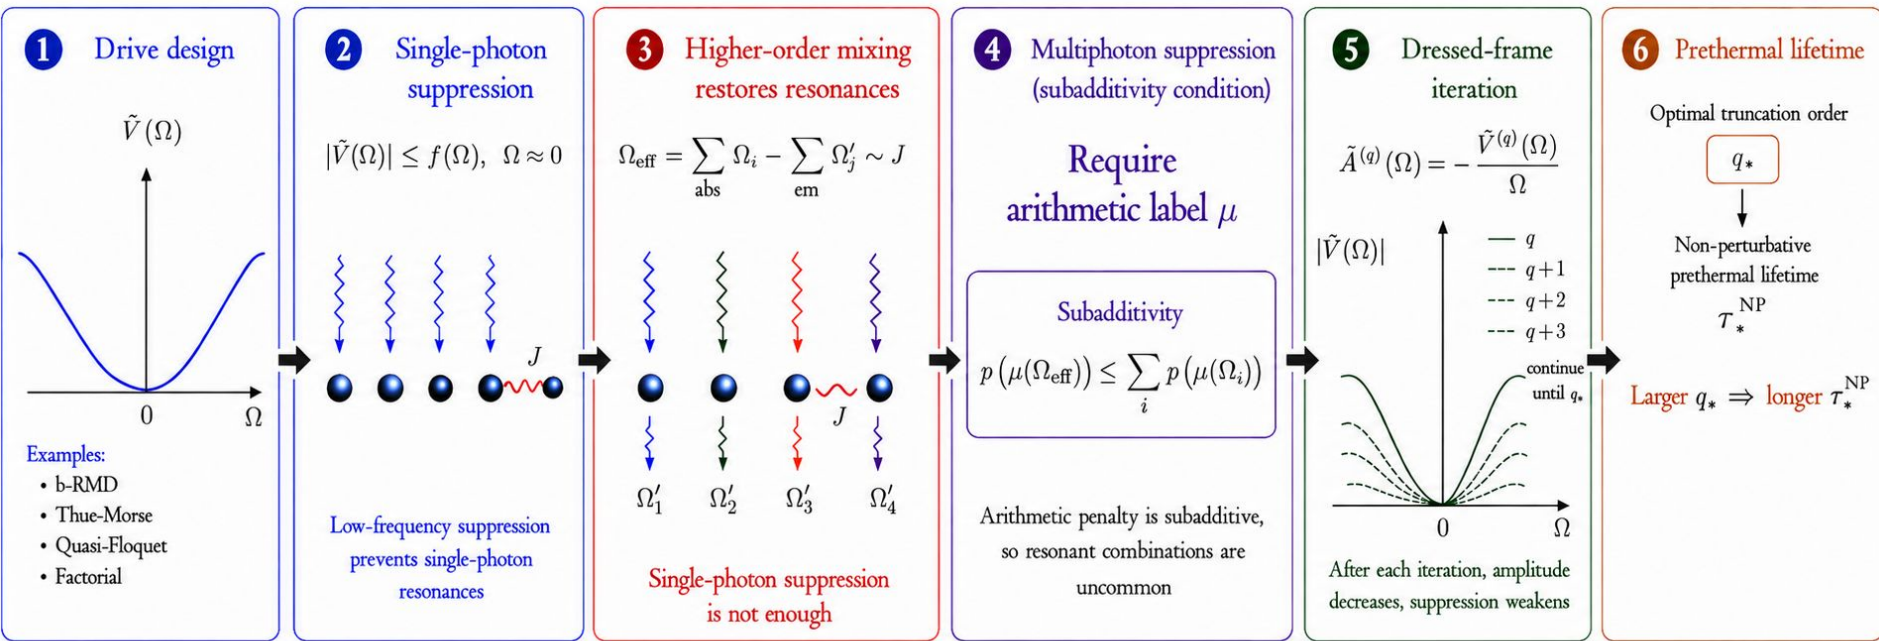 1 Drive design
Ṽ(Ω)
0
Ω
Examples:
• b-RMD
• Thue-Morse
• Quasi-Floquet
• Factorial
2 Single-photon
suppression
|Ṽ(Ω)| ≤ f(Ω), Ω ≈ 0
J
Low-frequency suppression
prevents single-photon
resonances
3 Higher-order mixing
restores resonances
Ω_eff = ∑_abs Ω_i − ∑_em Ω′_j ∼ J
J
Ω′_1 Ω′_2 Ω′_3 Ω′_4
Single-photon suppression
is not enough
4 Multiphoton suppression
(subadditivity condition)
Require
arithmetic label μ
Subadditivity
p(μ(Ω_eff)) ≤ ∑_i p(μ(Ω_i))
Arithmetic penalty is subadditive,
so resonant combinations are
uncommon
5 Dressed-frame
iteration
Ã^(q)(Ω) = − Ṽ^(q)(Ω) / Ω
|Ṽ(Ω)|
q
q+1
q+2
q+3
continue
until q_*
0
Ω
After each iteration, amplitude
decreases, suppression weakens
6 Prethermal lifetime
Optimal truncation order
q_*
Non-perturbative
prethermal lifetime
τ_*^NP
Larger q_* ⇒ longer τ_*^NP